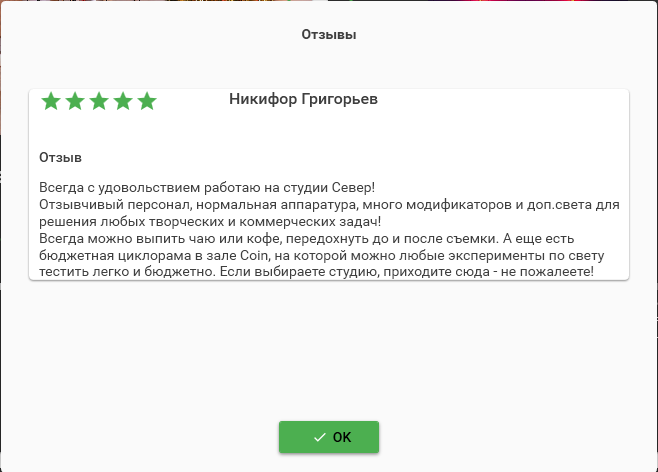 Отзывы
Никифор Григорьев
Отзыв
Всегда с удовольствием работаю на студии Север!
Отзывчивый персонал, нормальная аппаратура, много модификаторов и доп.света для
решения любых творческих и коммерческих задач!
Всегда можно выпить чаю или кофе, передохнуть до и после съемки. А еще есть
бюджетная циклорама в зале Coin, на которой можно любые эксперименты по свету
тестить легко и бюджетно. Если выбираете студию, приходите сюда - не пожалеете!
OK